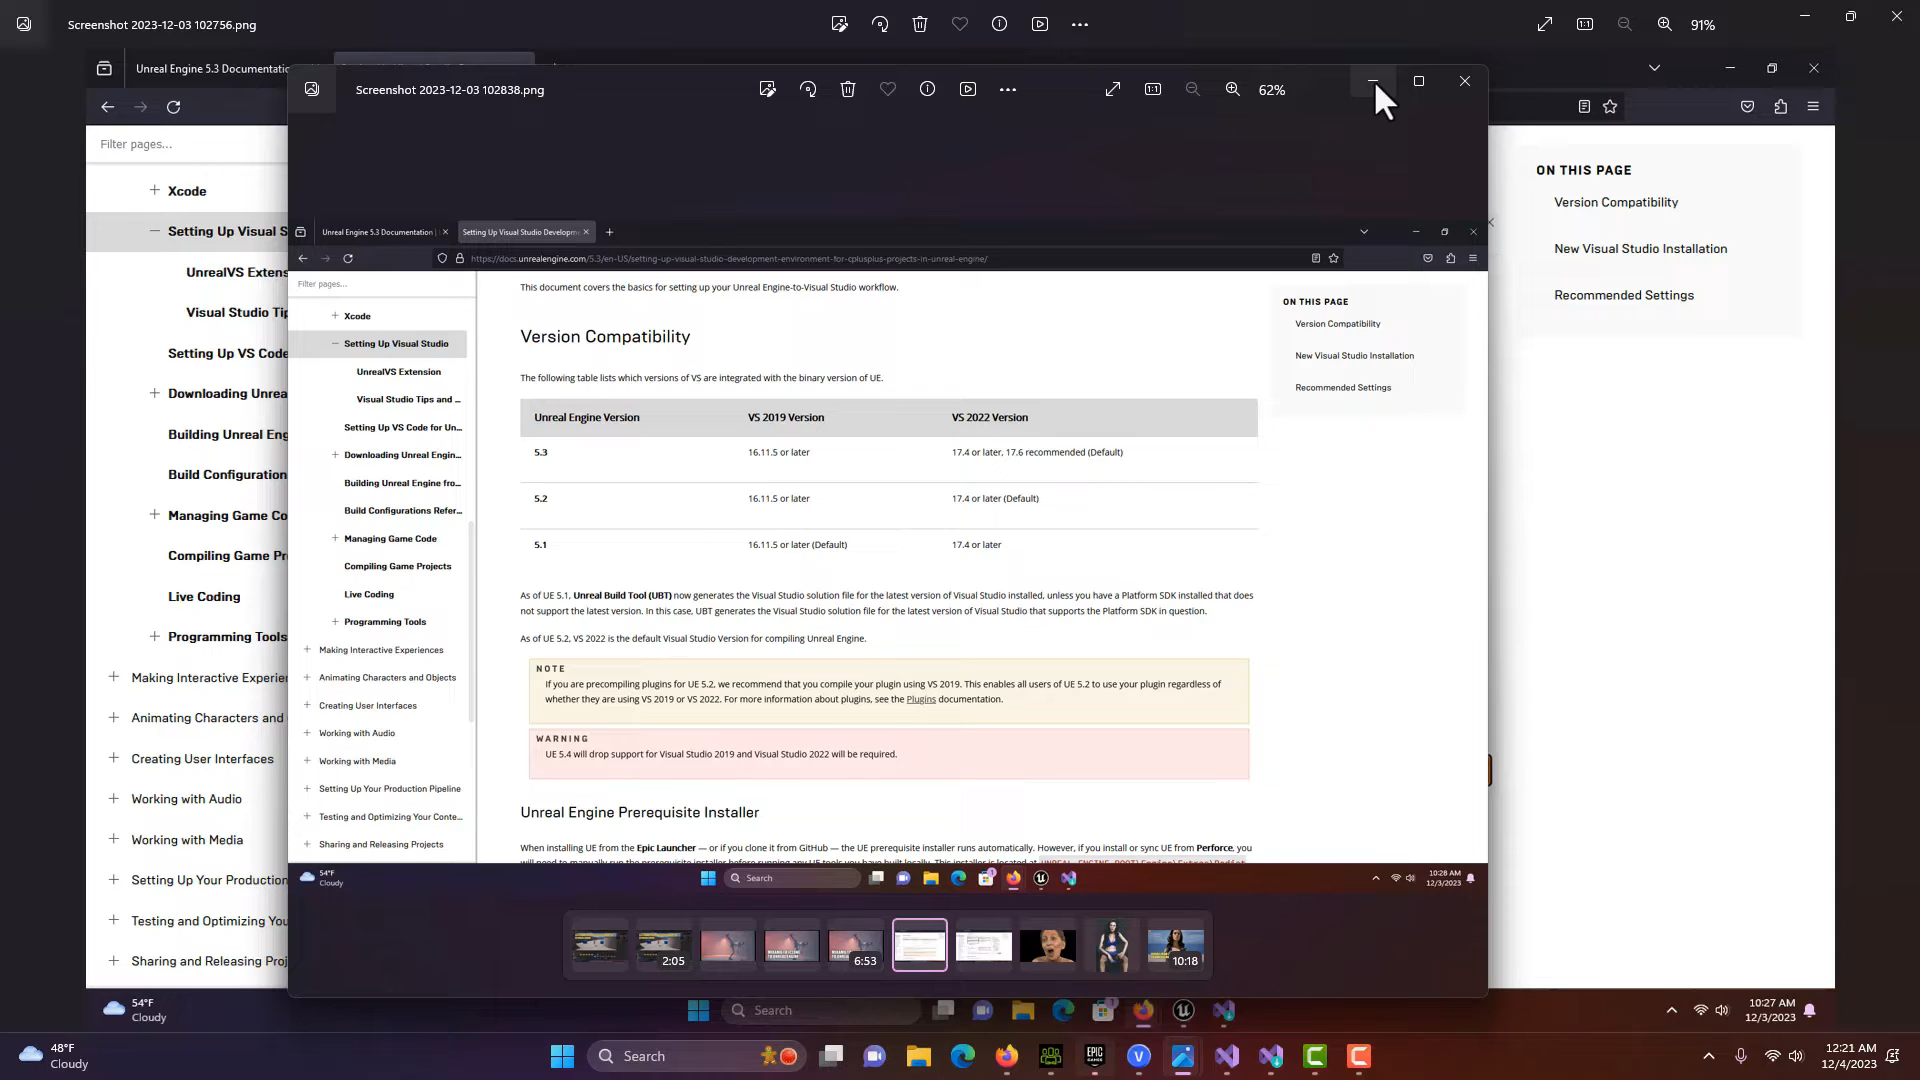 Screenshot 2023-12-03 102756.png
91%
Unreal Engine 5.3 Documentatio
Screenshot 2023-12-03 102838.png
62%
Filter pages...
Xcode
Setting Up Visual S
UnrealVS Extens
Visual Studio Tip
Setting Up VS Code
Downloading Unrea
Building Unreal Eng
Build Configuration
Managing Game Co
Compiling Game Pr
Live Coding
Programming Tools
Making Interactive Experien
Animating Characters and
Creating User Interfaces
Working with Audio
Working with Media
Setting Up Your Production
Testing and Optimizing You
Sharing and Releasing Proj
Unreal Engine 5.3 Documentation |
Setting Up Visual Studio Developm
https://docs.unrealengine.com/5.3/en-US/setting-up-visual-studio-development-environment-for-cplusplus-projects-in-unreal-engine/
Filter pages...
Xcode
Setting Up Visual Studio
UnrealVS Extension
Visual Studio Tips and ...
Setting Up VS Code for Un...
Downloading Unreal Engin...
Building Unreal Engine fro...
Build Configurations Refer...
Managing Game Code
Compiling Game Projects
Live Coding
Programming Tools
Making Interactive Experiences
Animating Characters and Objects
Creating User Interfaces
Working with Audio
Working with Media
Setting Up Your Production Pipeline
Testing and Optimizing Your Conte...
Sharing and Releasing Projects
This document covers the basics for setting up your Unreal Engine-to-Visual Studio workflow.
Version Compatibility
The following table lists which versions of VS are integrated with the binary version of UE.
Unreal Engine Version VS 2019 Version VS 2022 Version
5.3 16.11.5 or later 17.4 or later, 17.6 recommended (Default)
5.2 16.11.5 or later 17.4 or later (Default)
5.1 16.11.5 or later (Default) 17.4 or later
As of UE 5.1, Unreal Build Tool (UBT) now generates the Visual Studio solution file for the latest version of Visual Studio installed, unless you have a Platform SDK installed that does
not support the latest version. In this case, UBT generates the Visual Studio solution file for the latest version of Visual Studio that supports the Platform SDK in question.
As of UE 5.2, VS 2022 is the default Visual Studio Version for compiling Unreal Engine.
NOTE
If you are precompiling plugins for UE 5.2, we recommend that you compile your plugin using VS 2019. This enables all users of UE 5.2 to use your plugin regardless of
whether they are using VS 2019 or VS 2022. For more information about plugins, see the Plugins documentation.
WARNING
UE 5.4 will drop support for Visual Studio 2019 and Visual Studio 2022 will be required.
Unreal Engine Prerequisite Installer
When installing UE from the Epic Launcher — or if you clone it from GitHub — the UE prerequisite installer runs automatically. However, if you install or sync UE from Perforce, you
ON THIS PAGE
Version Compatibility
New Visual Studio Installation
Recommended Settings
ON THIS PAGE
Version Compatibility
New Visual Studio Installation
Recommended Settings
54°F
Cloudy
Search
10:28 AM
12/3/2023
2:05
6:53
10:18
54°F
Cloudy
Search
10:27 AM
12/3/2023
48°F
Cloudy
Search
EPIC
GAMES
12:21 AM
12/4/2023